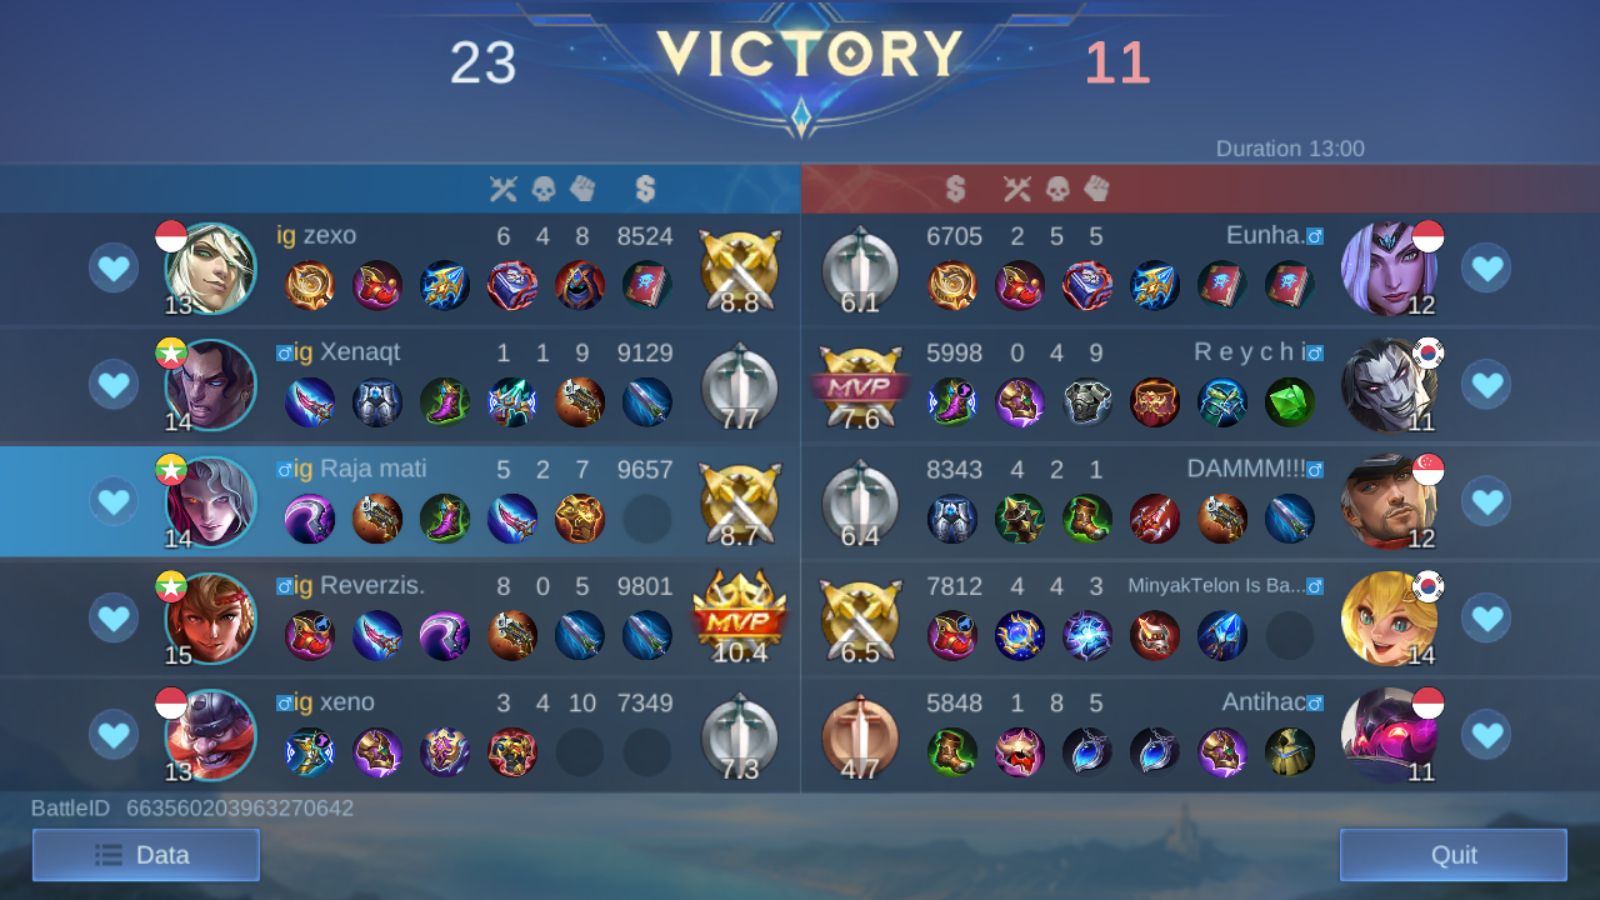 23 VICTORY 11
Duration 13:00
ig zexo 6 4 8 8524
13 8.8
6705 2 5 5 Eunha.
6.1 12
ig Xenaqt 1 1 9 9129
14 7.7
5998 0 4 9 R e y c h i
MVP
7.6 11
ig Raja mati 5 2 7 9657
14 8.7
8343 4 2 1 DAMMM!!!
6.4 12
ig Reverzis. 8 0 5 9801
MVP
15 10.4
7812 4 4 3 MinyakTelon Is Ba...
6.5 14
ig xeno 3 4 10 7349
13 7.3
5848 1 8 5 Antihac
4.7 11
BattleID 663560203963270642
Data
Quit